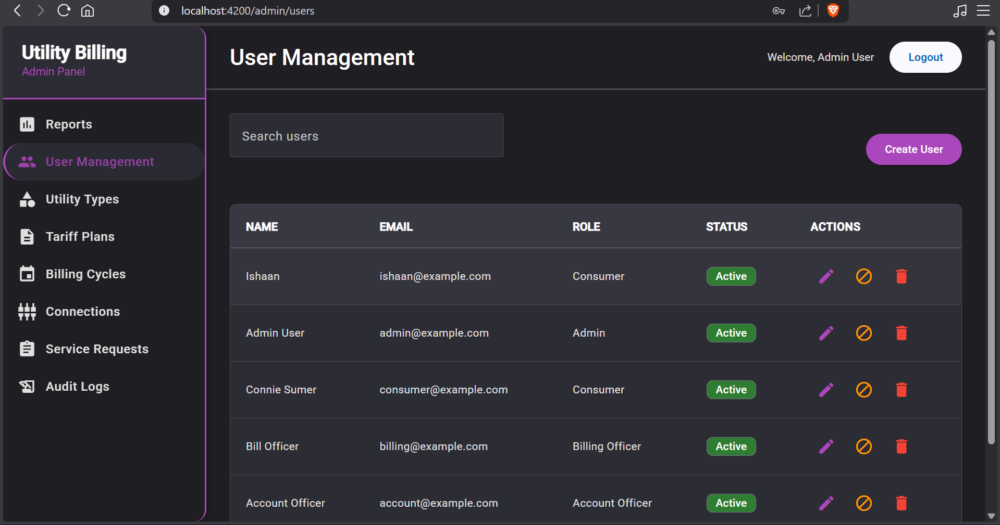 localhost:4200/admin/users
Utility Billing
Admin Panel
Reports
User Management
Utility Types
Tariff Plans
Billing Cycles
Connections
Service Requests
Audit Logs
User Management
Welcome, Admin User
Logout
Search users
Create User
NAME EMAIL ROLE STATUS ACTIONS
Ishaan ishaan@example.com Consumer Active
Admin User admin@example.com Admin Active
Connie Sumer consumer@example.com Consumer Active
Bill Officer billing@example.com Billing Officer Active
Account Officer account@example.com Account Officer Active